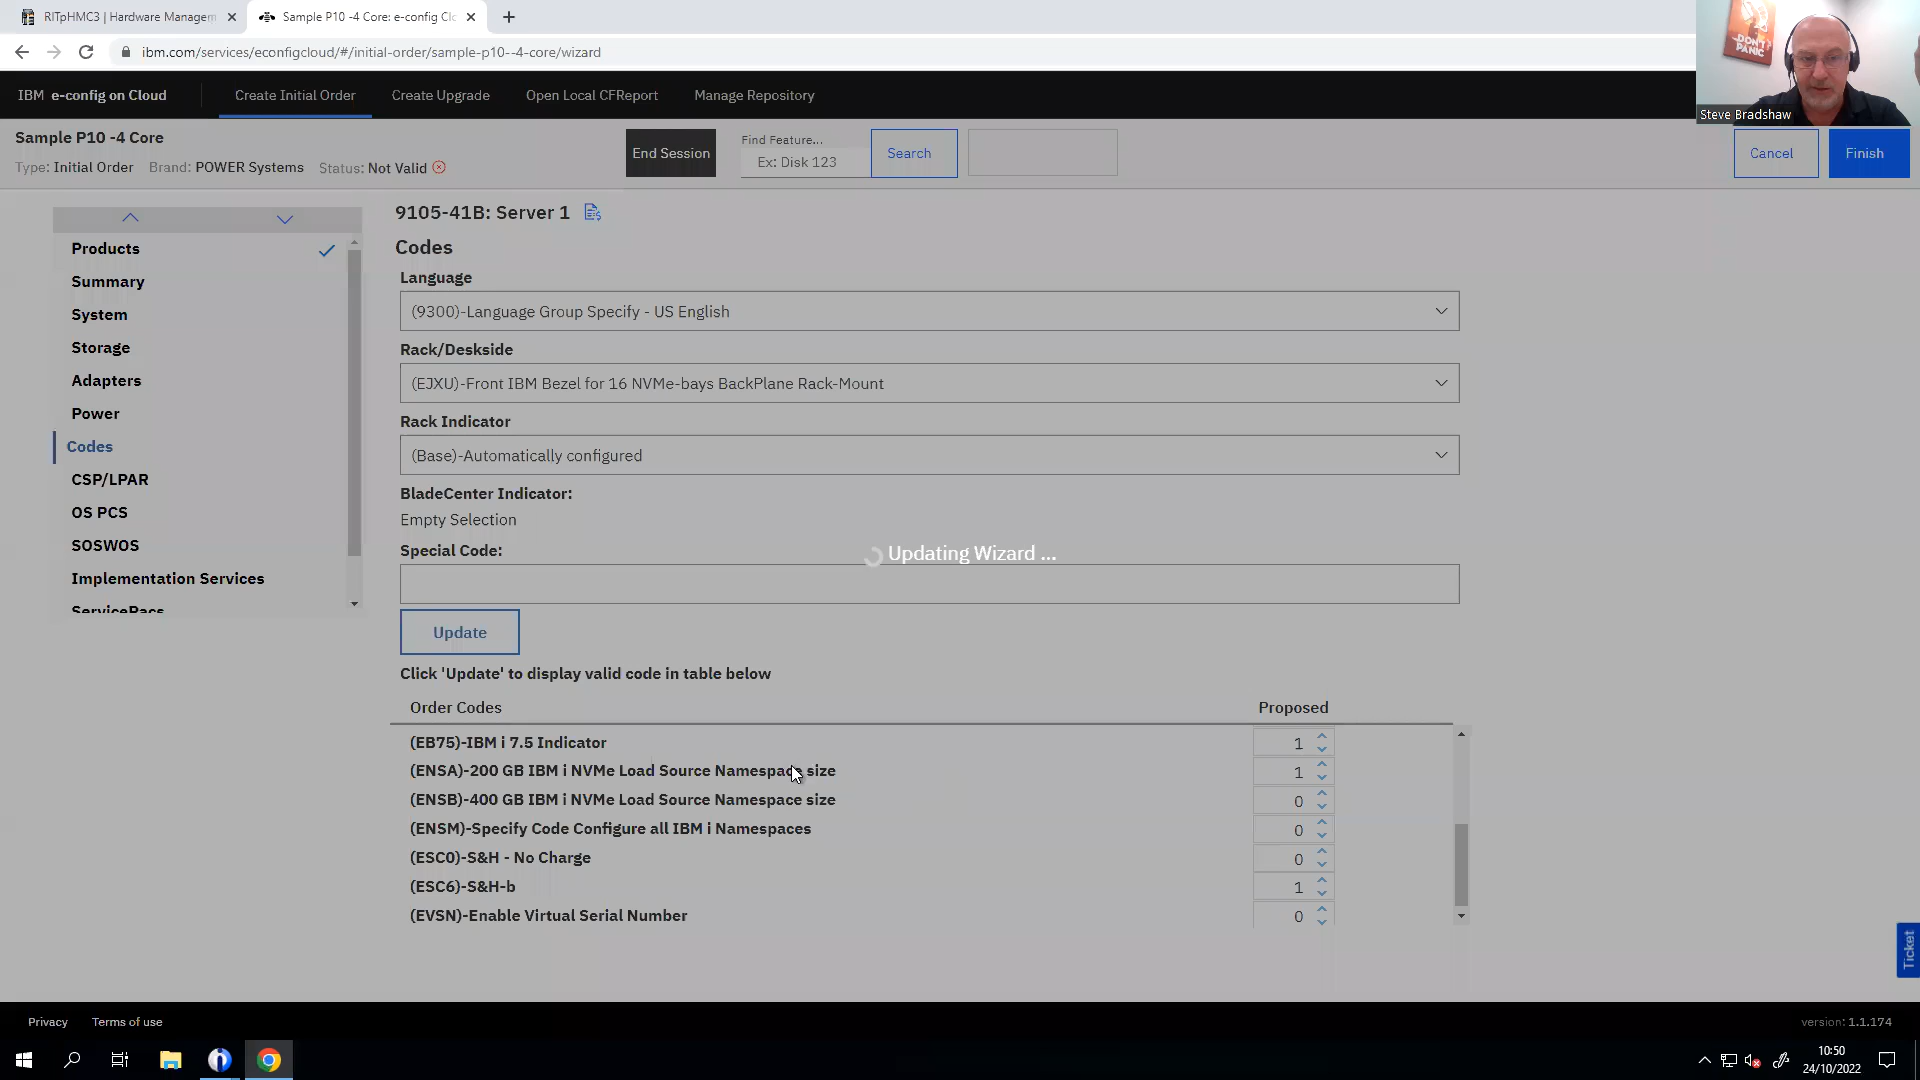 RITpHMC3 | Hardware Managem
Sample P10 -4 Core: e-config Clo
ibm.com/services/econfigcloud/#/initial-order/sample-p10--4-core/wizard
DON'T
PANIC
Steve Bradshaw
IBM e-config on Cloud
Create Initial Order
Create Upgrade
Open Local CFReport
Manage Repository
Sample P10 -4 Core
Type: Initial Order Brand: POWER Systems Status: Not Valid
End Session
Find Feature...
Ex: Disk 123
Search
Cancel
Finish
Products
Summary
System
Storage
Adapters
Power
Codes
CSP/LPAR
OS PCS
SOSWOS
Implementation Services
ServicePacs
9105-41B: Server 1
Codes
Language
(9300)-Language Group Specify - US English
Rack/Deskside
(EJXU)-Front IBM Bezel for 16 NVMe-bays BackPlane Rack-Mount
Rack Indicator
(Base)-Automatically configured
BladeCenter Indicator:
Empty Selection
Special Code:
Updating Wizard ...
Update
Click 'Update' to display valid code in table below
Order Codes Proposed
(EB75)-IBM i 7.5 Indicator 1
(ENSA)-200 GB IBM i NVMe Load Source Namespace size 1
(ENSB)-400 GB IBM i NVMe Load Source Namespace size 0
(ENSM)-Specify Code Configure all IBM i Namespaces 0
(ESC0)-S&H - No Charge 0
(ESC6)-S&H-b 1
(EVSN)-Enable Virtual Serial Number 0
Ticket
Privacy
Terms of use
version: 1.1.174
10:50
24/10/2022